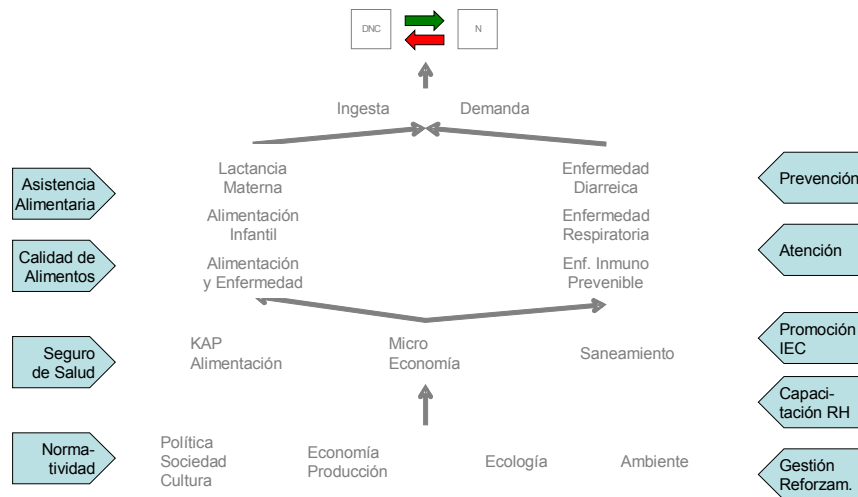 DNC
N
Ingesta
Demanda
Asistencia
Alimentaria
Lactancia
Materna
Enfermedad
Diarreica
Prevención
Alimentación
Infantil
Enfermedad
Respiratoria
Calidad de
Alimentos
Alimentación
y Enfermedad
Enf. Inmuno
Prevenible
Atención
Seguro
de Salud
KAP
Alimentación
Micro
Economía
Saneamiento
Promoción
IEC
Capaci-
tación RH
Norma-
tividad
Política
Sociedad
Cultura
Economía
Producción
Ecología
Ambiente
Gestión
Reforzam.